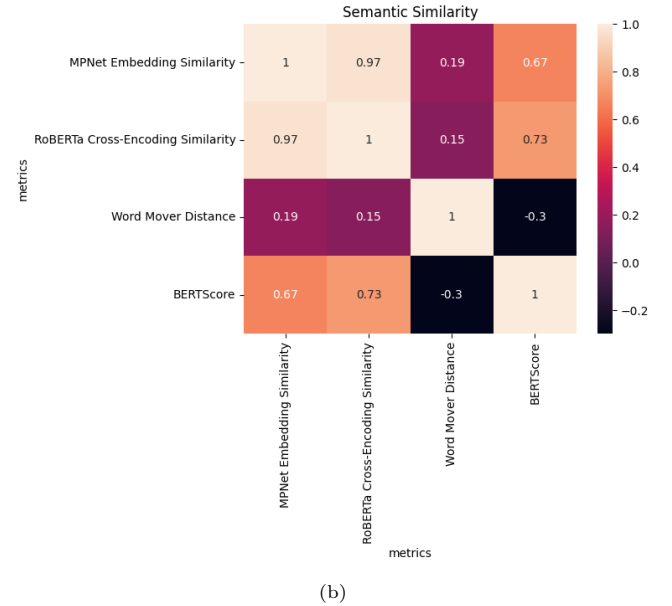 Semantic Similarity
MPNet Embedding Similarity
1
0.97
0.19
0.67
RoBERTa Cross-Encoding Similarity
0.97
1
0.15
0.73
Word Mover Distance
0.19
0.15
1
-0.3
BERTScore
0.67
0.73
-0.3
1
metrics
MPNet Embedding Similarity
RoBERTa Cross-Encoding Similarity
Word Mover Distance
BERTScore
metrics
1.0
0.8
0.6
0.4
0.2
0.0
−0.2
(b)